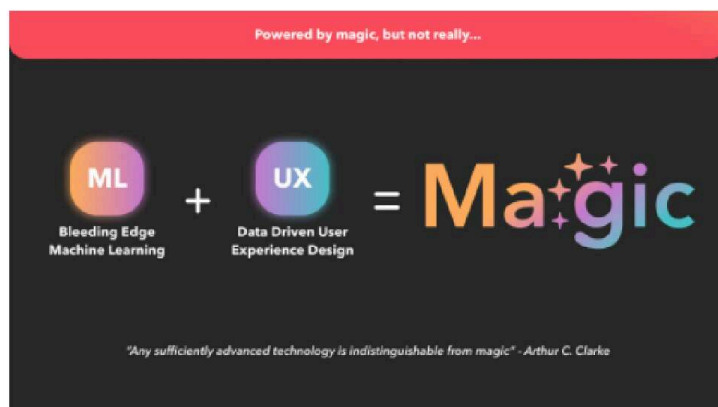 Powered by magic, but not really...
ML
+
UX
=
Magic
Bleeding Edge
Machine Learning
Data Driven User
Experience Design
"Any sufficiently advanced technology is indistinguishable from magic" - Arthur C. Clarke